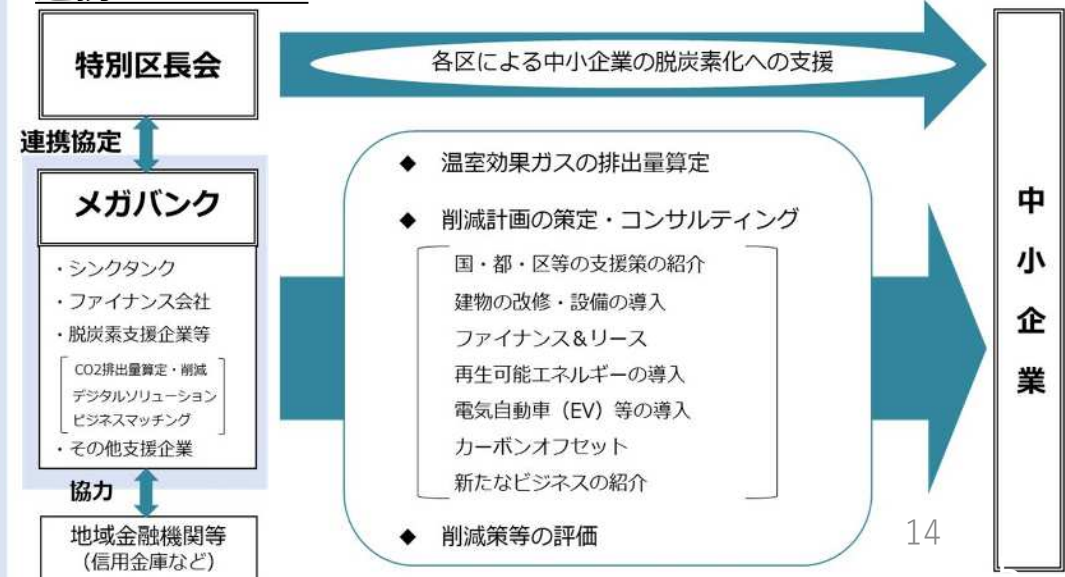 特別区長会
各区による中小企業の脱炭素化への支援
連携協定
メガバンク
・シンクタンク
・ファイナンス会社
・脱炭素支援企業等
CO2排出量算定・削減
デジタルソリューション
ビジネスマッチング
・その他支援企業
協力
地域金融機関等
(信用金庫など)
◆ 温室効果ガスの排出量算定
◆ 削減計画の策定・コンサルティング
国・都・区等の支援策の紹介
建物の改修・設備の導入
ファイナンス&リース
再生可能エネルギーの導入
電気自動車（EV）等の導入
カーボンオフセット
新たなビジネスの紹介
◆ 削減策等の評価
中小企業
14